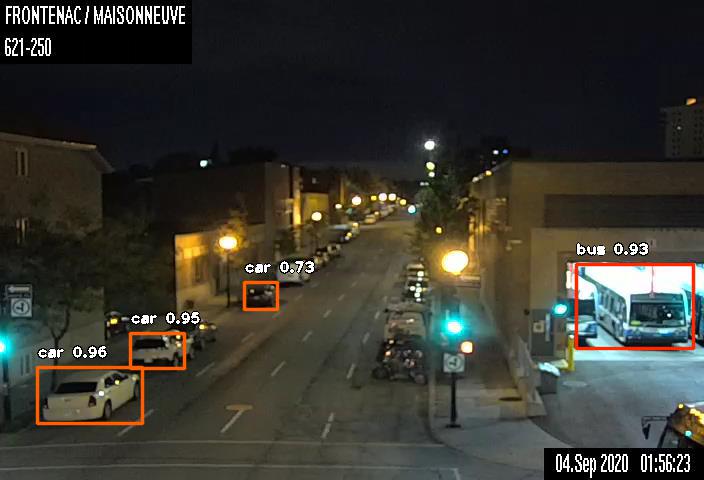 FRONTENAC / MAISONNEUVE
621-250
bus 0.93
car 0.73
car 0.95
car 0.96
04.Sep 2020 01:56:23